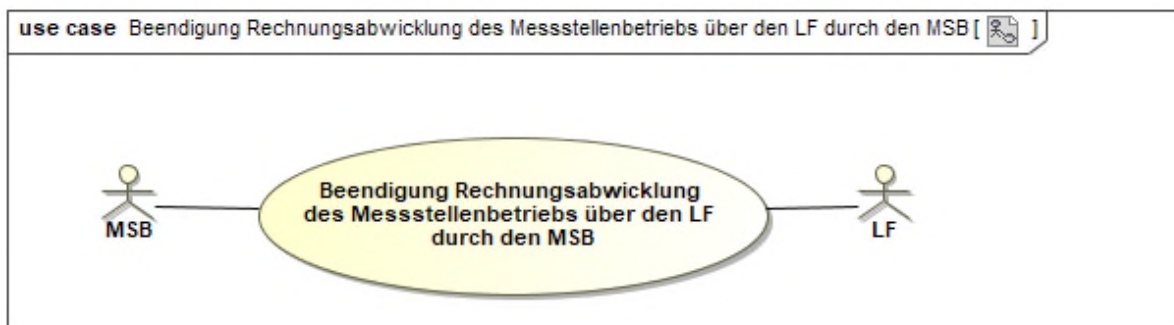 use case Beendigung Rechnungsabwicklung des Messstellenbetriebs über den LF durch den MSB [ ]
Beendigung Rechnungsabwicklung
des Messstellenbetriebs über den LF
durch den MSB
MSB
LF